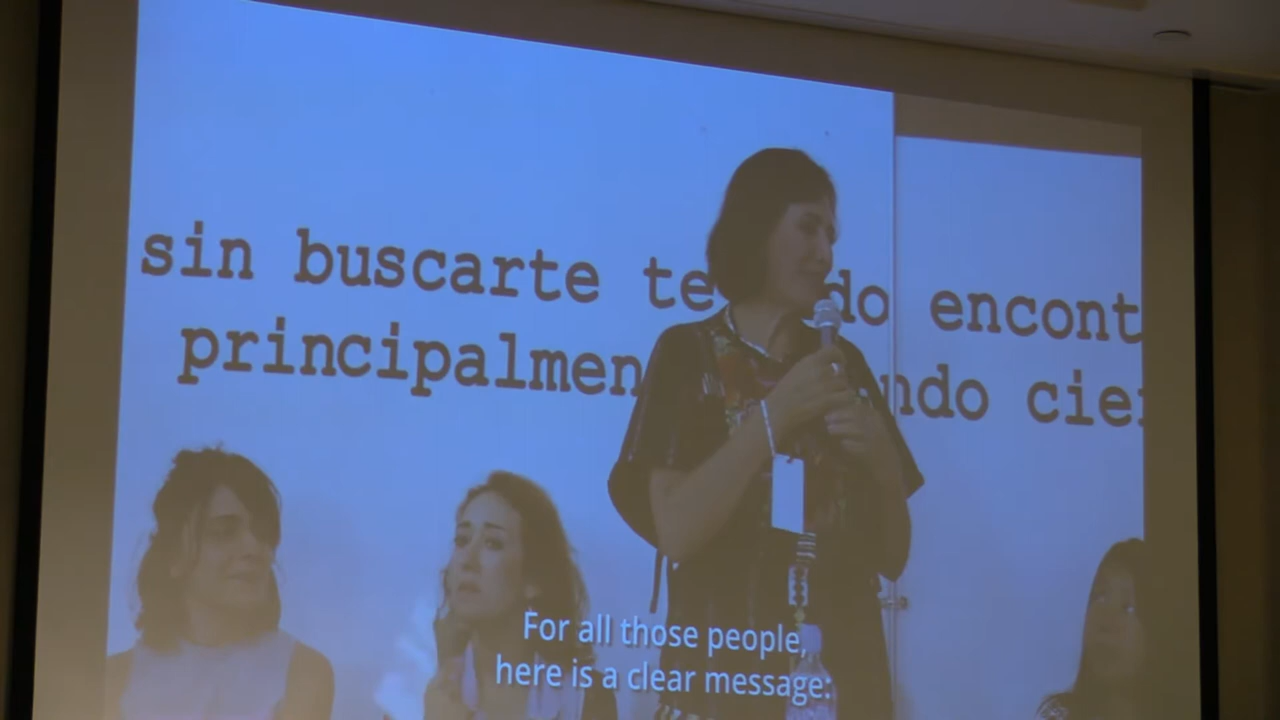 sin buscarte te do encont
principalmen ndo cie
For all those people,
here is a clear message: